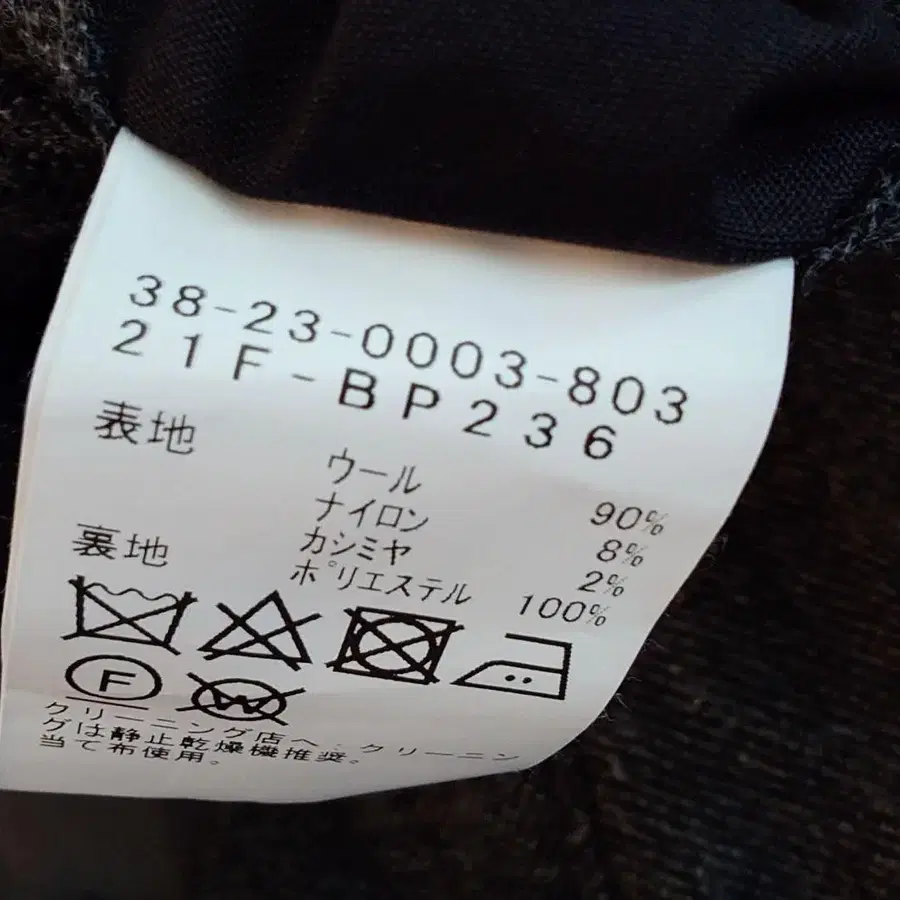 38-23-0003-803
21F-BP236
表地
ウール 90%
ナイロン 8%
カシミヤ 2%
裏地 ポリエステル 100%
F
W
クリーニング店へ.クリーニン
グは静止乾燥機推奨。
当て布使用。